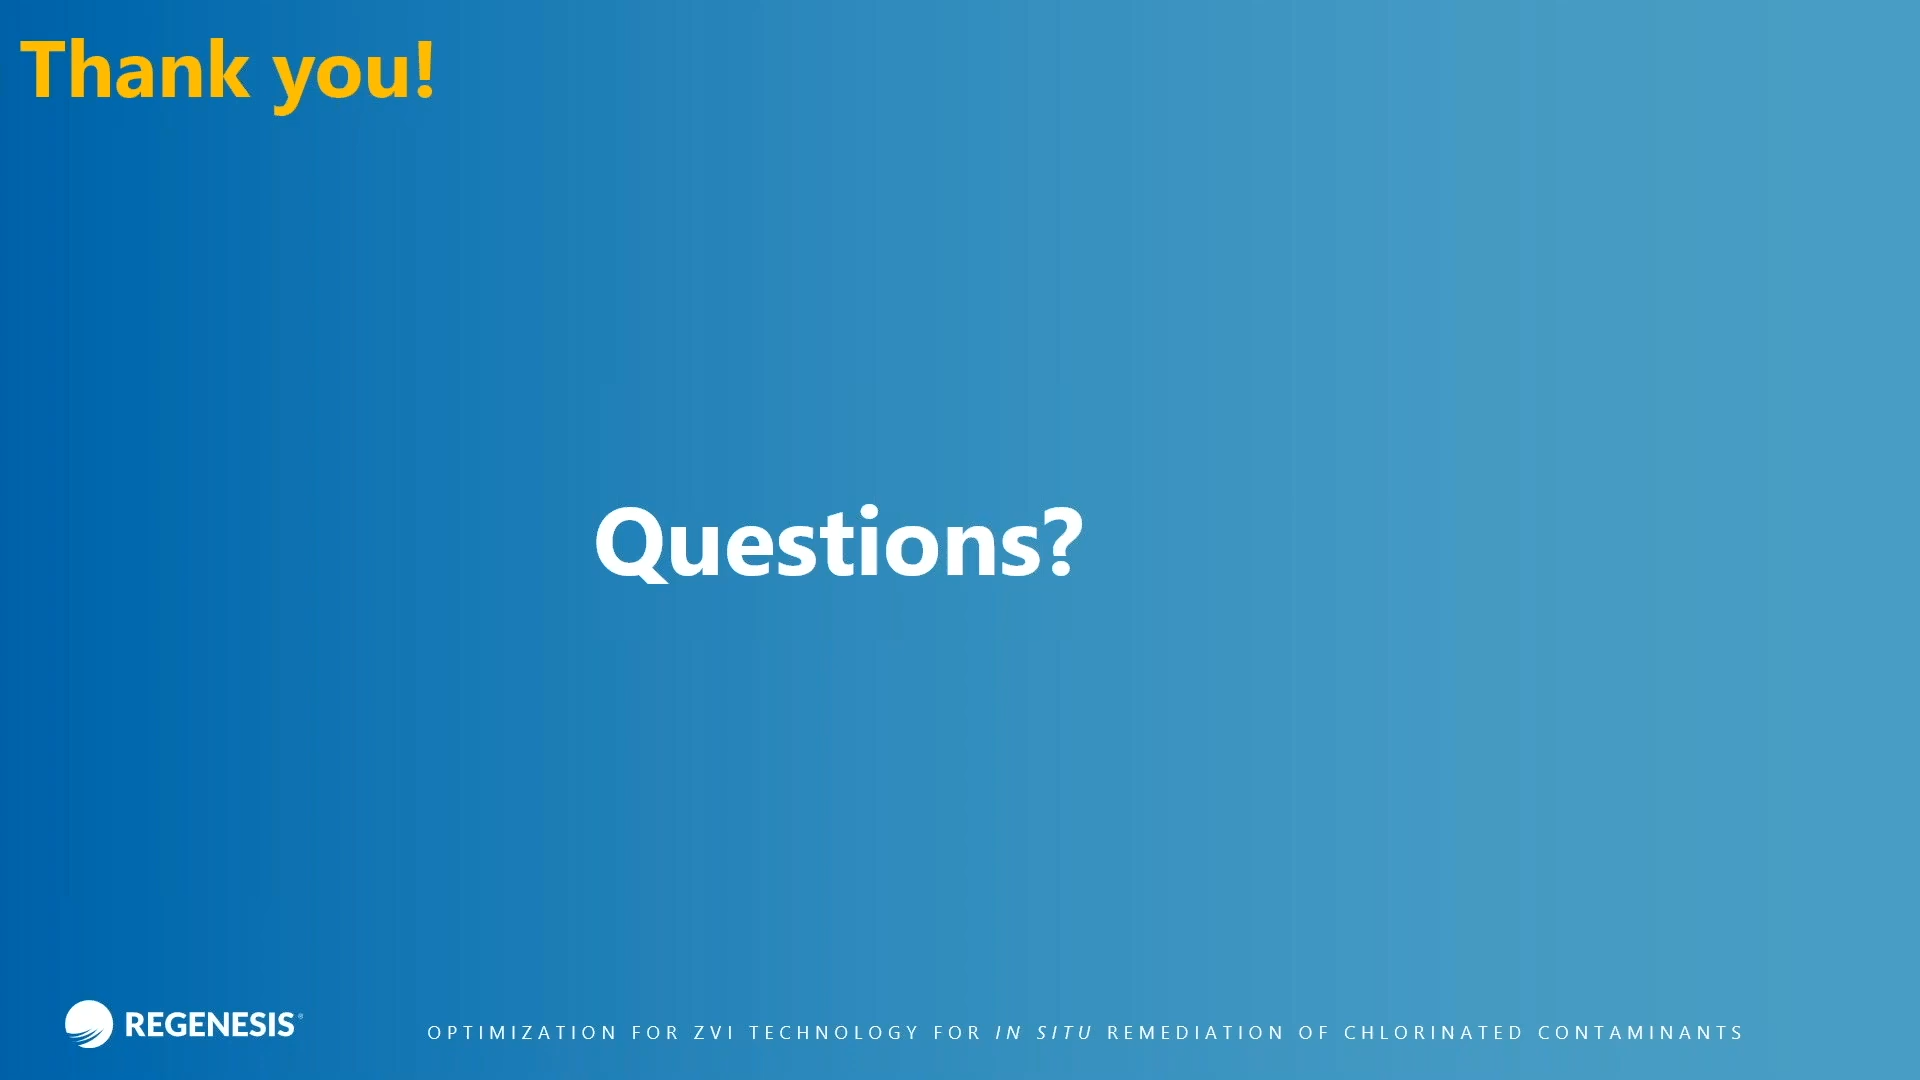 Thank you!
Questions?
REGENESIS®
OPTIMIZATION FOR ZVI TECHNOLOGY FOR IN SITU REMEDIATION OF CHLORINATED CONTAMINANTS